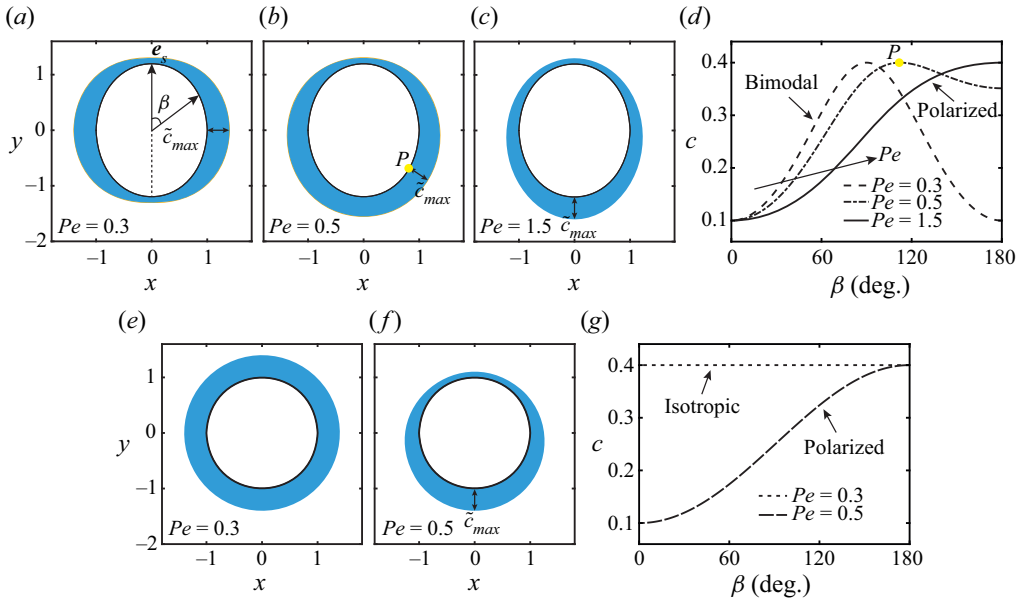 (a)
(b)
(c)
(d)
1
0
−1
−2
y
e_s
β
c̃_max
Pe = 0.3
−1 0 1
x
P
c̃_max
Pe = 0.5
−1 0 1
x
c̃_max
Pe = 1.5
−1 0 1
x
0.4
0.3
0.2
0.1
c
P
Bimodal
Polarized
Pe
Pe = 0.3
Pe = 0.5
Pe = 1.5
0 60 120 180
β (deg.)
(e)
(f)
(g)
1
0
−1
−2
y
Pe = 0.3
−1 0 1
x
c̃_max
Pe = 0.5
−1 0 1
x
0.4
0.3
0.2
0.1
c
Isotropic
Polarized
Pe = 0.3
Pe = 0.5
0 60 120 180
β (deg.)